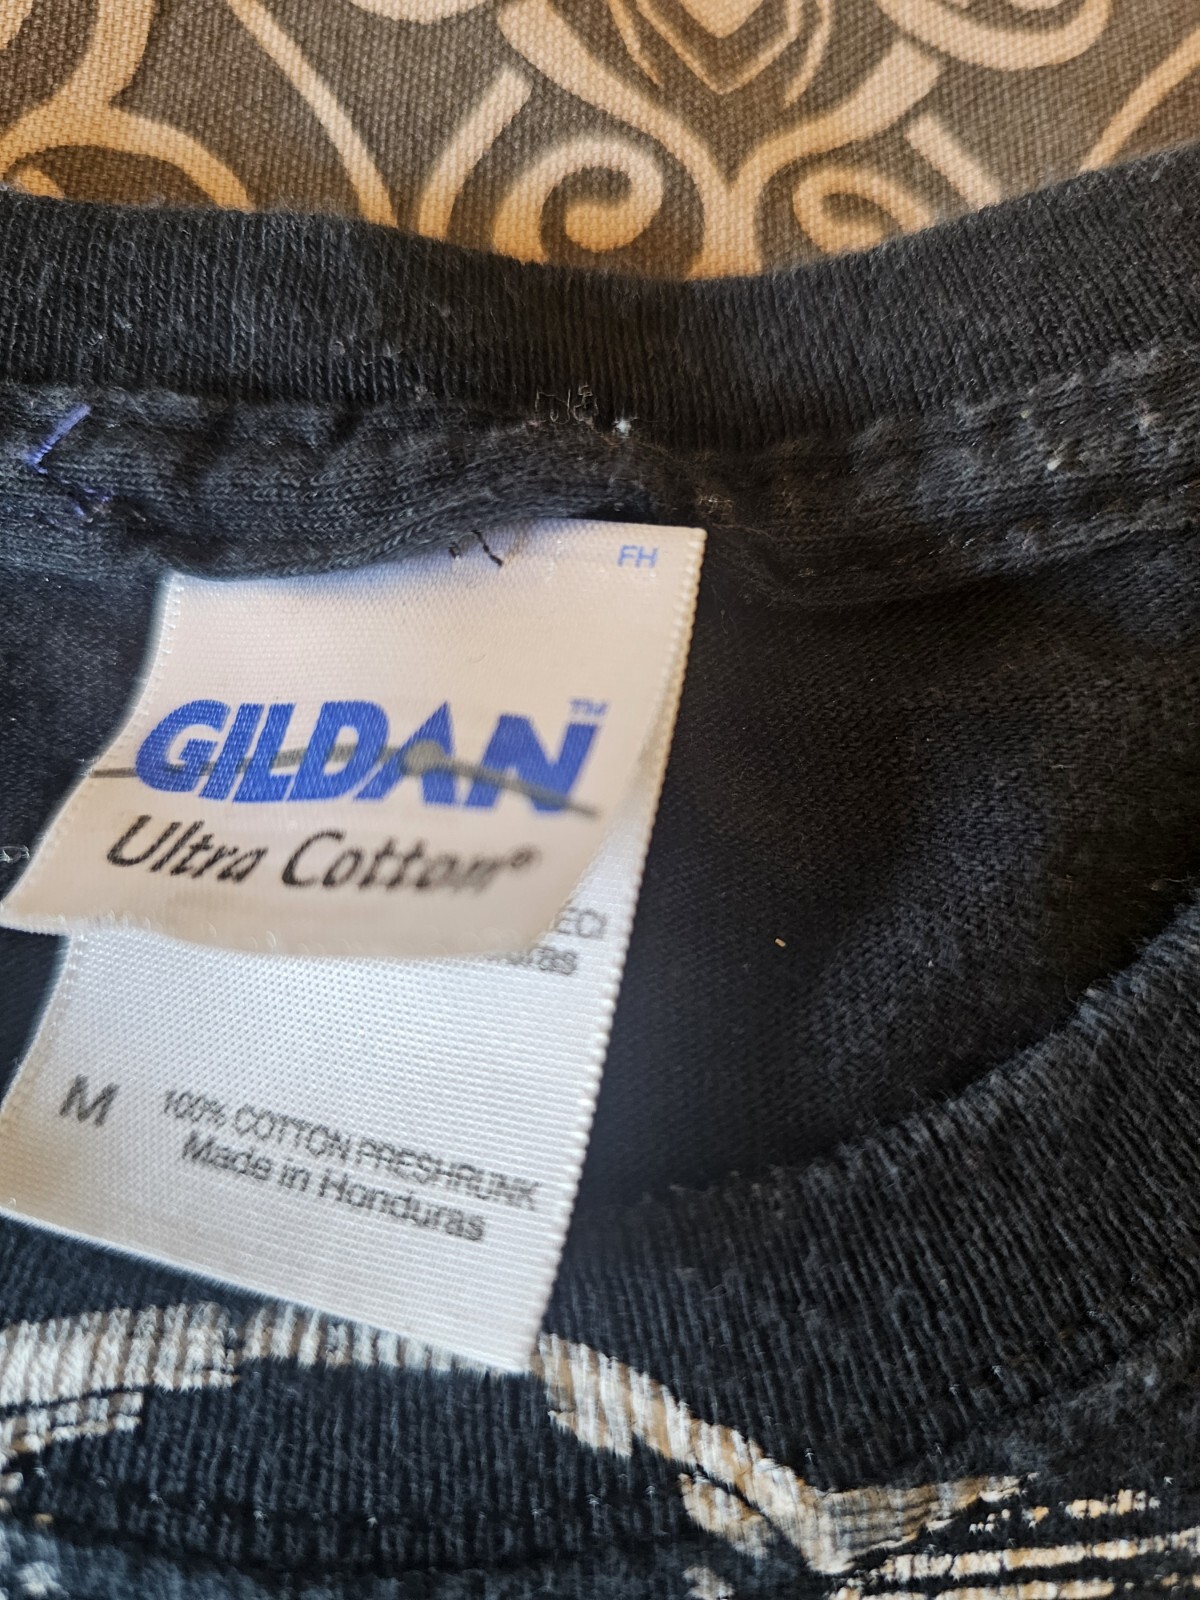 FH
GILDAN™
Ultra Cotton®
M
100% COTTON PRESHRUNK
Made in Honduras